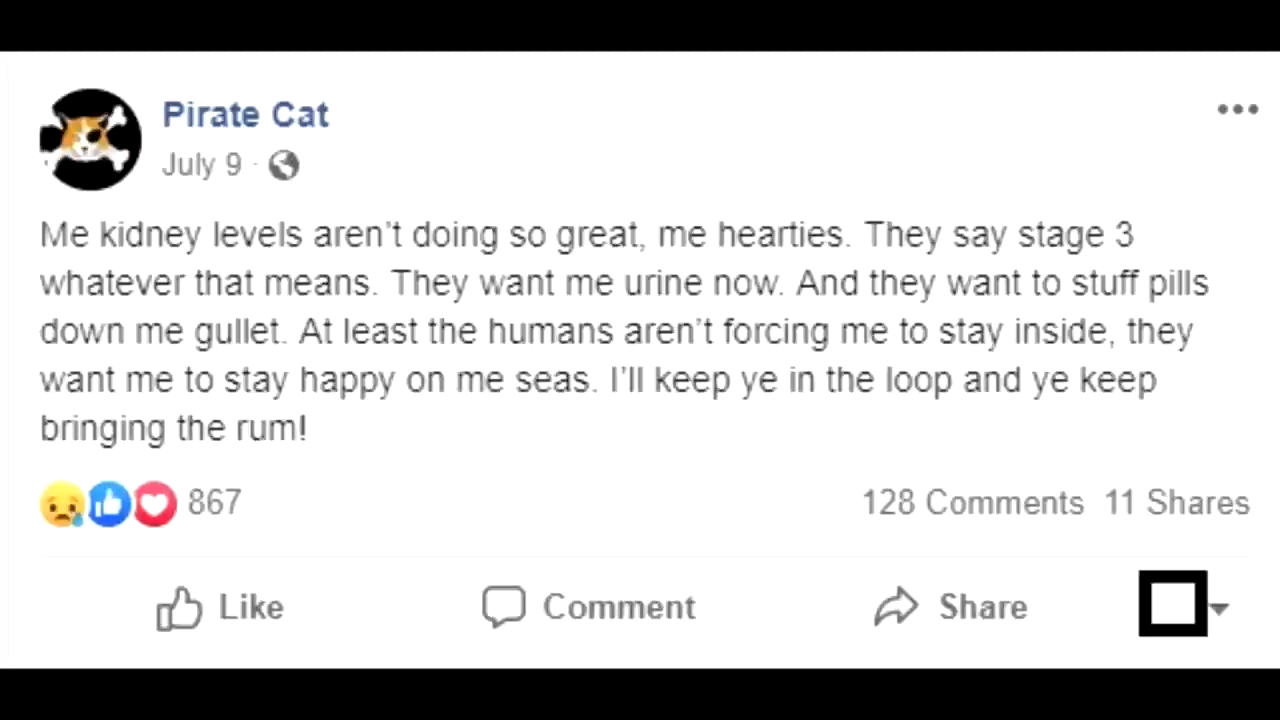 Pirate Cat
July 9 ·
Me kidney levels aren't doing so great, me hearties. They say stage 3
whatever that means. They want me urine now. And they want to stuff pills
down me gullet. At least the humans aren't forcing me to stay inside, they
want me to stay happy on me seas. I'll keep ye in the loop and ye keep
bringing the rum!
867 128 Comments 11 Shares
Like Comment Share